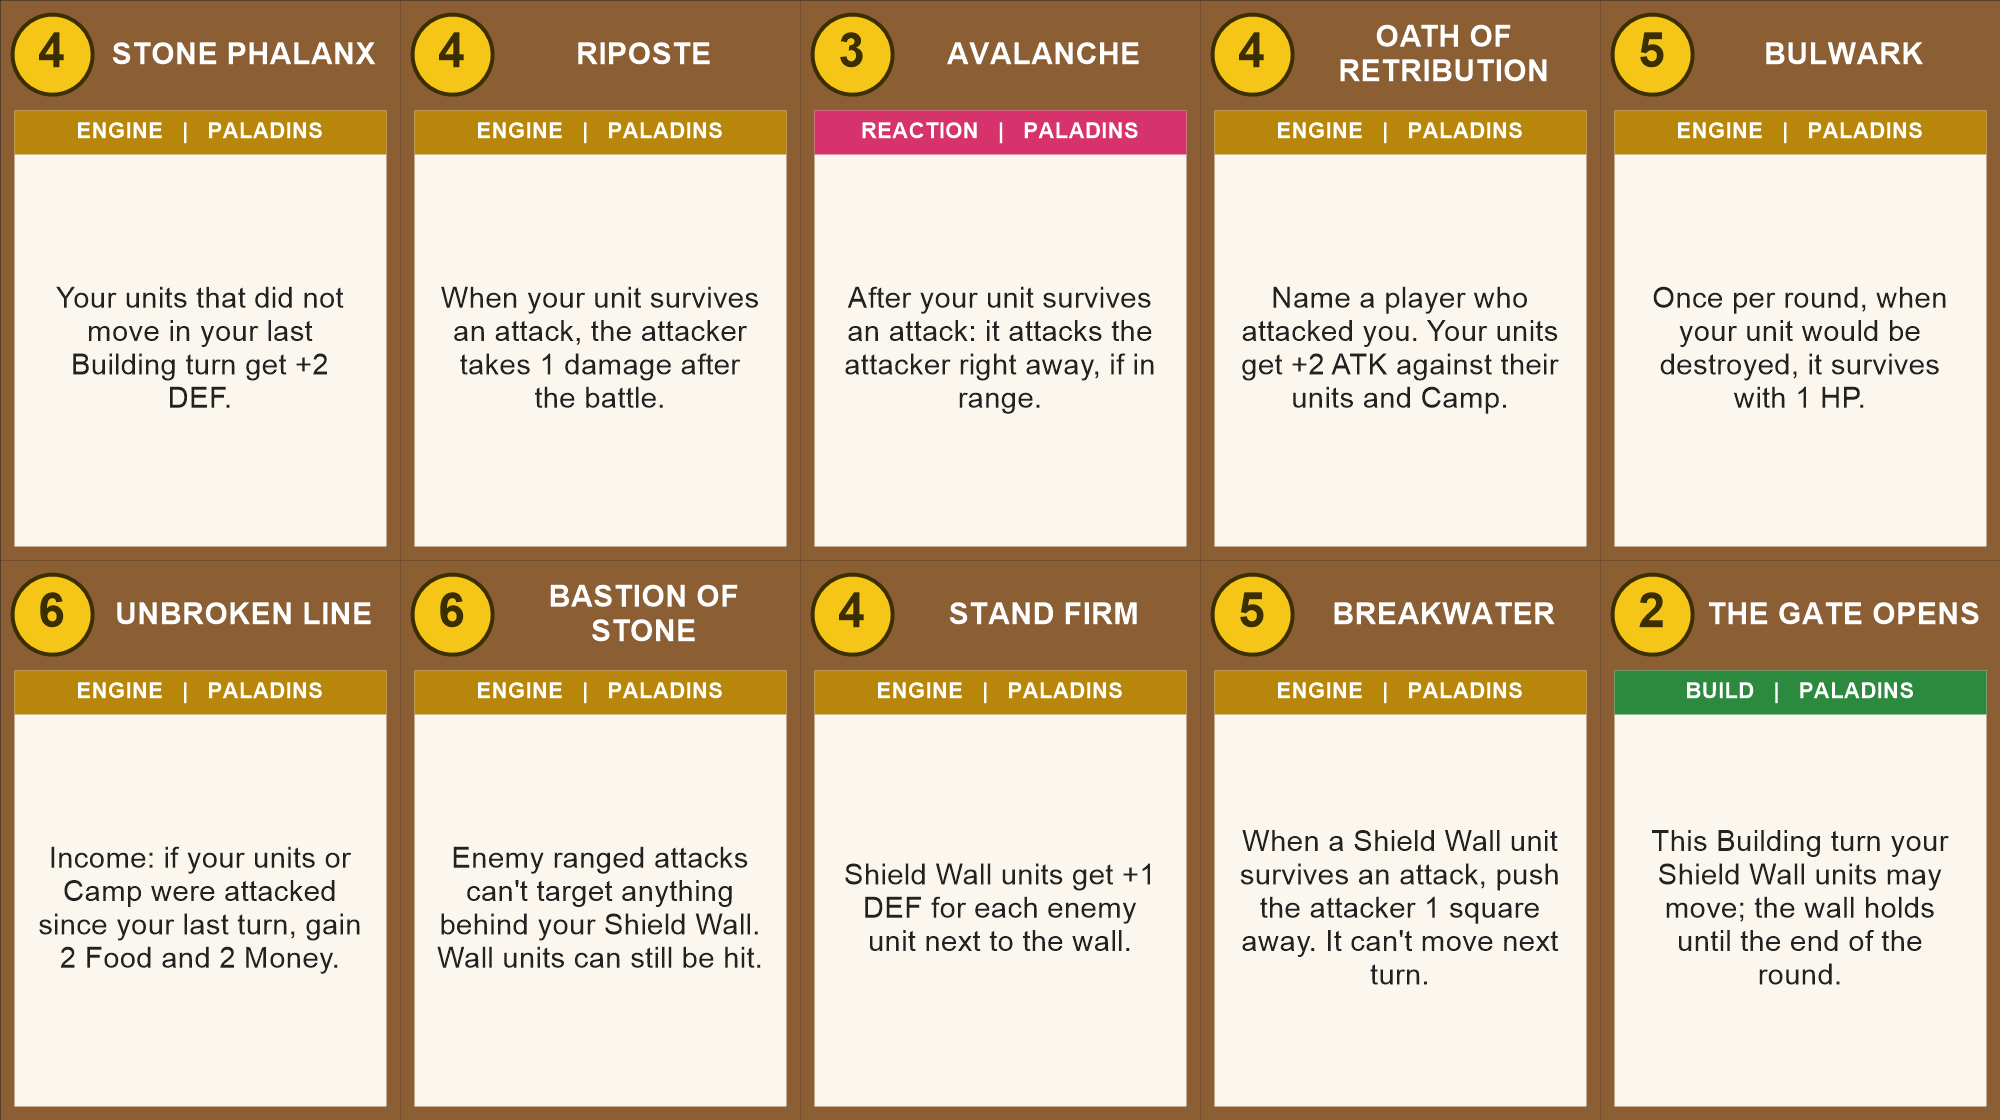 4
STONE PHALANX
ENGINE | PALADINS
Your units that did not
move in your last
Building turn get +2
DEF.
4
RIPOSTE
ENGINE | PALADINS
When your unit survives
an attack, the attacker
takes 1 damage after
the battle.
3
AVALANCHE
REACTION | PALADINS
After your unit survives
an attack: it attacks the
attacker right away, if in
range.
4
OATH OF
RETRIBUTION
ENGINE | PALADINS
Name a player who
attacked you. Your units
get +2 ATK against their
units and Camp.
5
BULWARK
ENGINE | PALADINS
Once per round, when
your unit would be
destroyed, it survives
with 1 HP.
6
UNBROKEN LINE
ENGINE | PALADINS
Income: if your units or
Camp were attacked
since your last turn, gain
2 Food and 2 Money.
6
BASTION OF
STONE
ENGINE | PALADINS
Enemy ranged attacks
can't target anything
behind your Shield Wall.
Wall units can still be hit.
4
STAND FIRM
ENGINE | PALADINS
Shield Wall units get +1
DEF for each enemy
unit next to the wall.
5
BREAKWATER
ENGINE | PALADINS
When a Shield Wall unit
survives an attack, push
the attacker 1 square
away. It can't move next
turn.
2
THE GATE OPENS
BUILD | PALADINS
This Building turn your
Shield Wall units may
move; the wall holds
until the end of the
round.